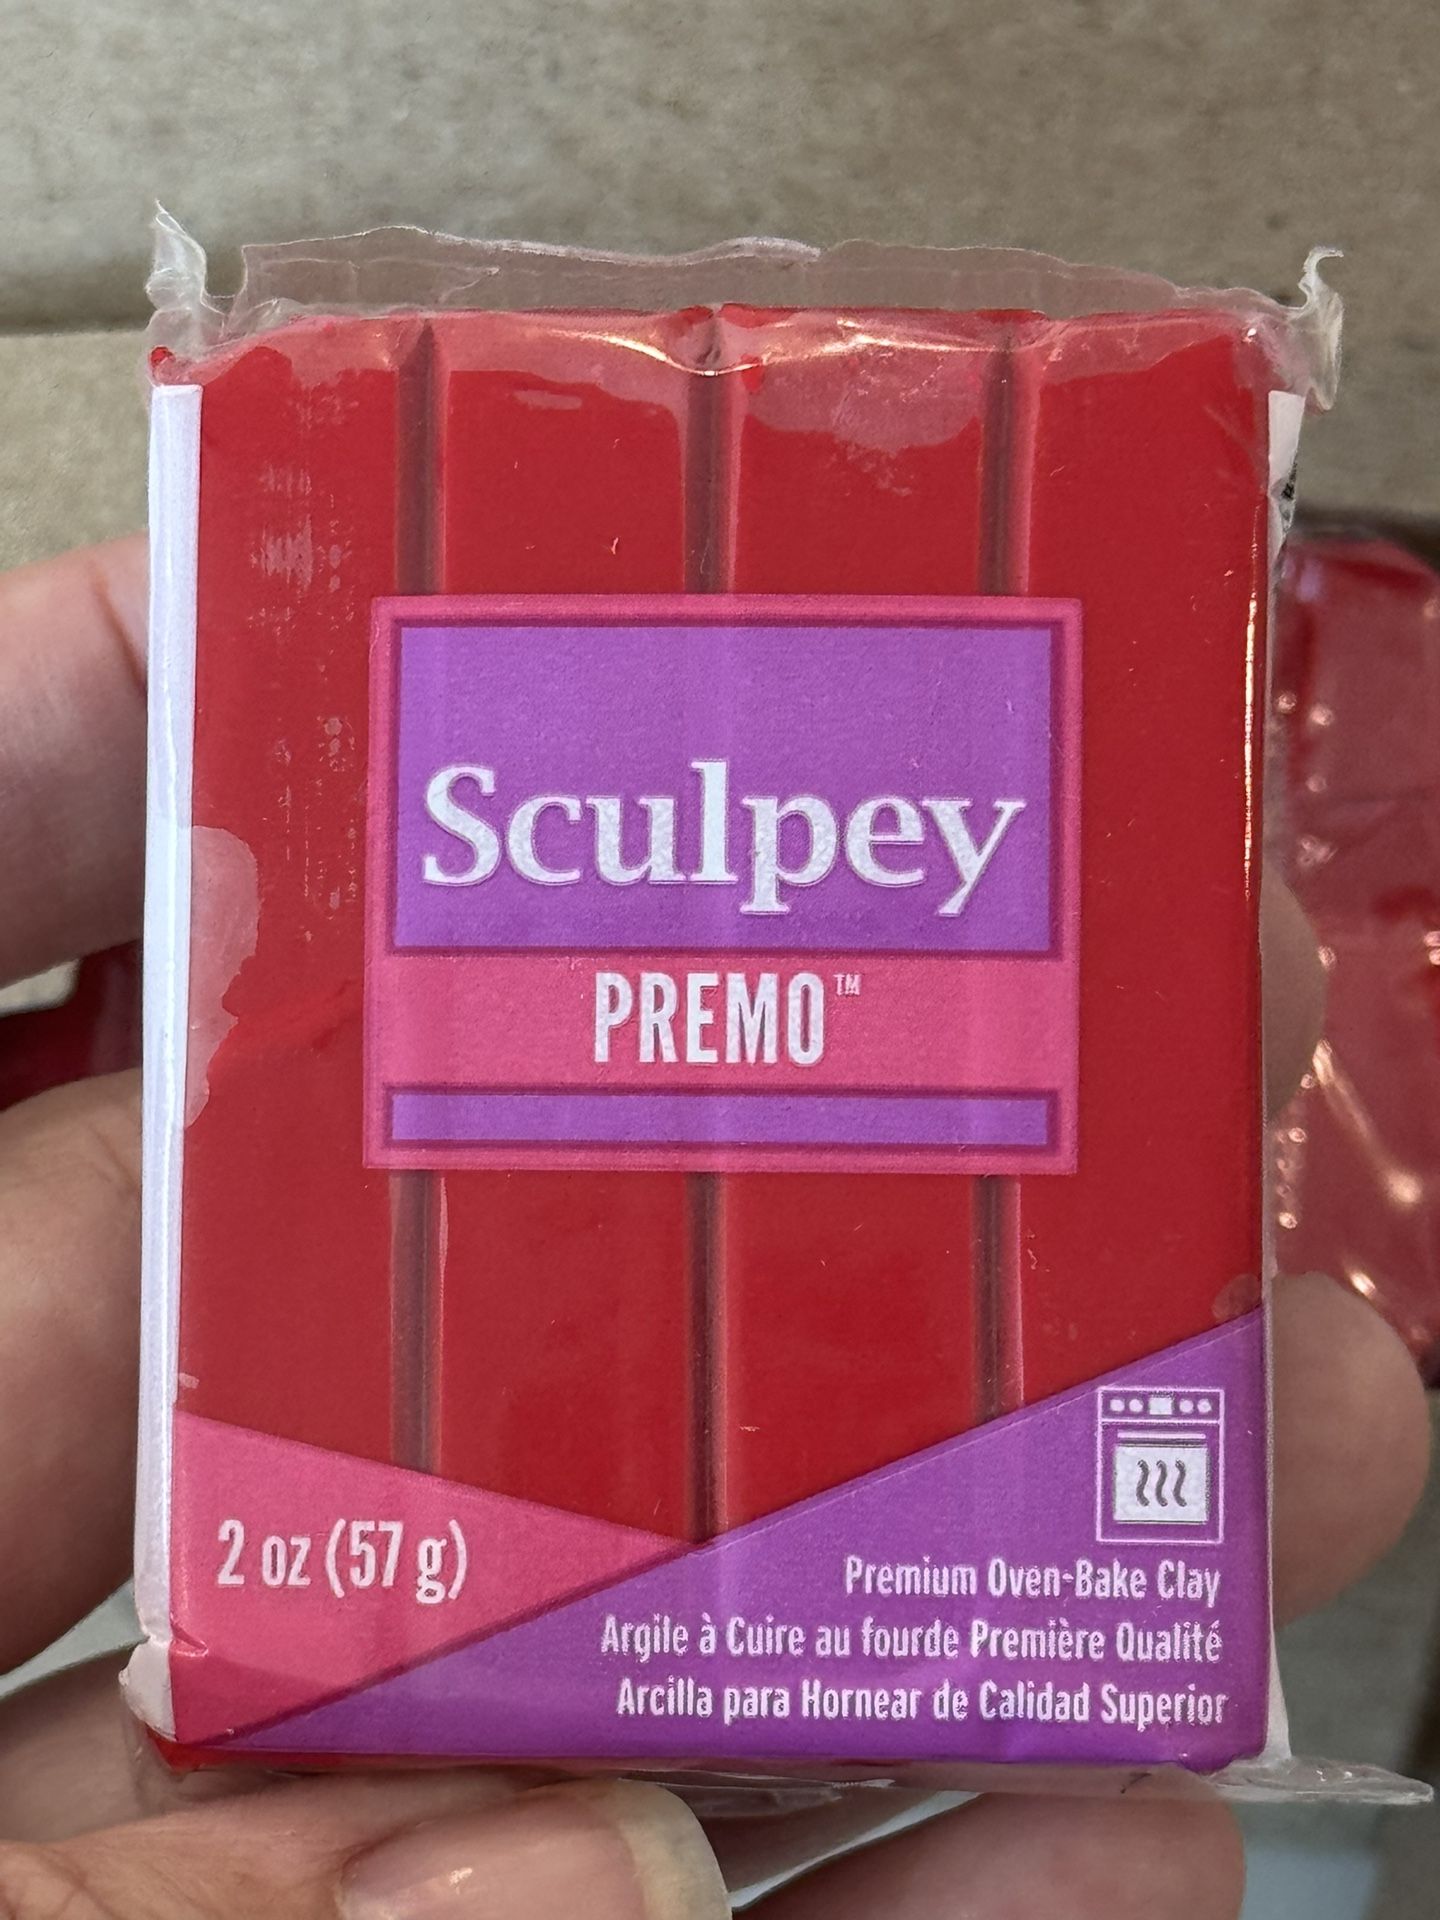 Sculpey
PREMO™
2 oz (57 g)
Premium Oven-Bake Clay
Argile à Cuire au fourde Première Qualité
Arcilla para Hornear de Calidad Superior